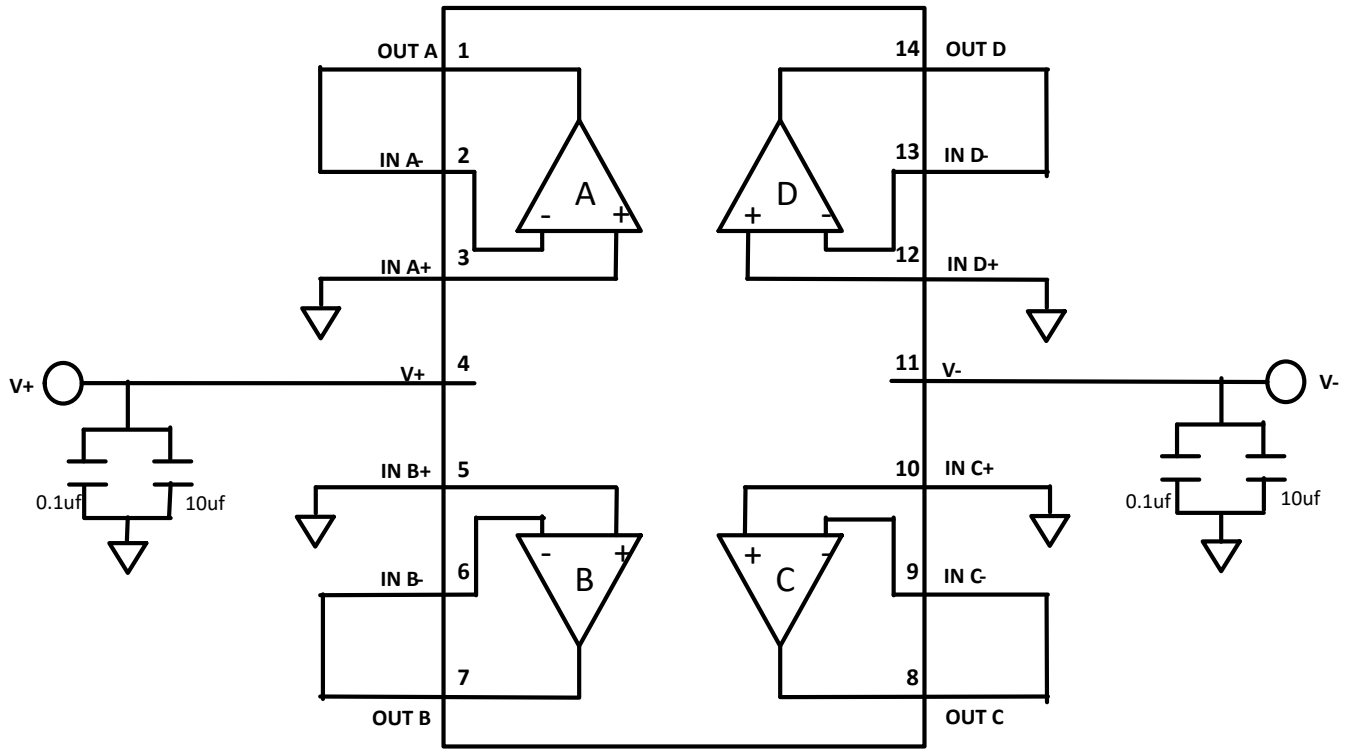 OUT A 1 14 OUT D
IN A- 2 13 IN D-
A D
- + + -
IN A+ 3 12 IN D+
V+ V+ 4 11 V- V-
IN B+ 5 10 IN C+
0.1uf 10uf 0.1uf 10uf
- + + -
B C
IN B- 6 9 IN C-
7 8
OUT B OUT C